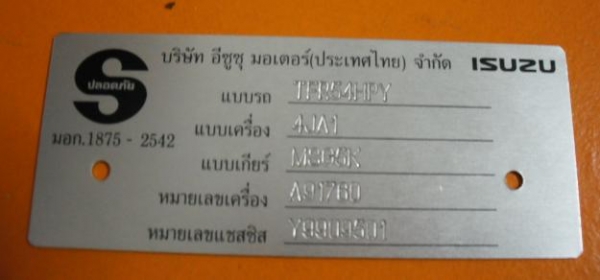 บริษัท อีซูซุ มอเตอร์(ประเทศไทย) จำกัด ISUZU
ปลอดภัย
แบบรถ TFR54HPY
มอก.1875 - 2542
แบบเครื่อง 4JA1
แบบเกียร์
หมายเลขเครื่อง A91760
หมายเลขแชสซิส